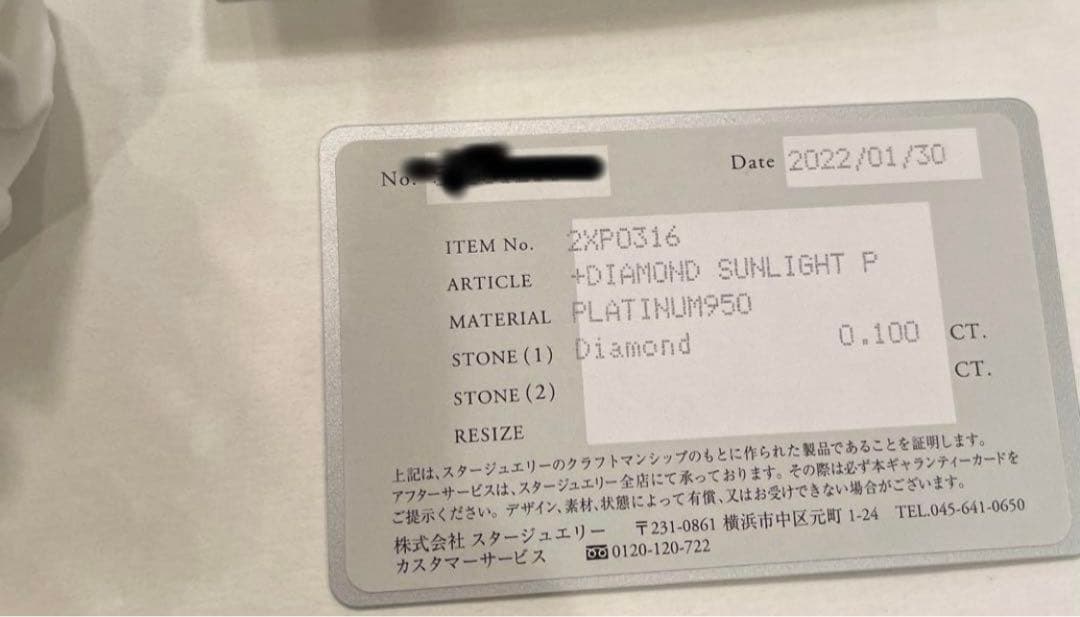 No.
Date 2022/01/30
ITEM No. 2XP0316
ARTICLE +DIAMOND SUNLIGHT P
MATERIAL PLATINUM950
STONE (1) Diamond 0.100 CT.
STONE (2) CT.
RESIZE
上記は、スタージュエリーのクラフトマンシップのもとに作られた製品であることを証明します。
アフターサービスは、スタージュエリー全店にて承っております。その際は必ず本ギャランティーカードを
ご提示ください。デザイン、素材、状態によって有償、又はお受けできない場合がございます。
株式会社 スタージュエリー 〒231-0861 横浜市中区元町 1-24 TEL.045-641-0650
カスタマーサービス 0120-120-722